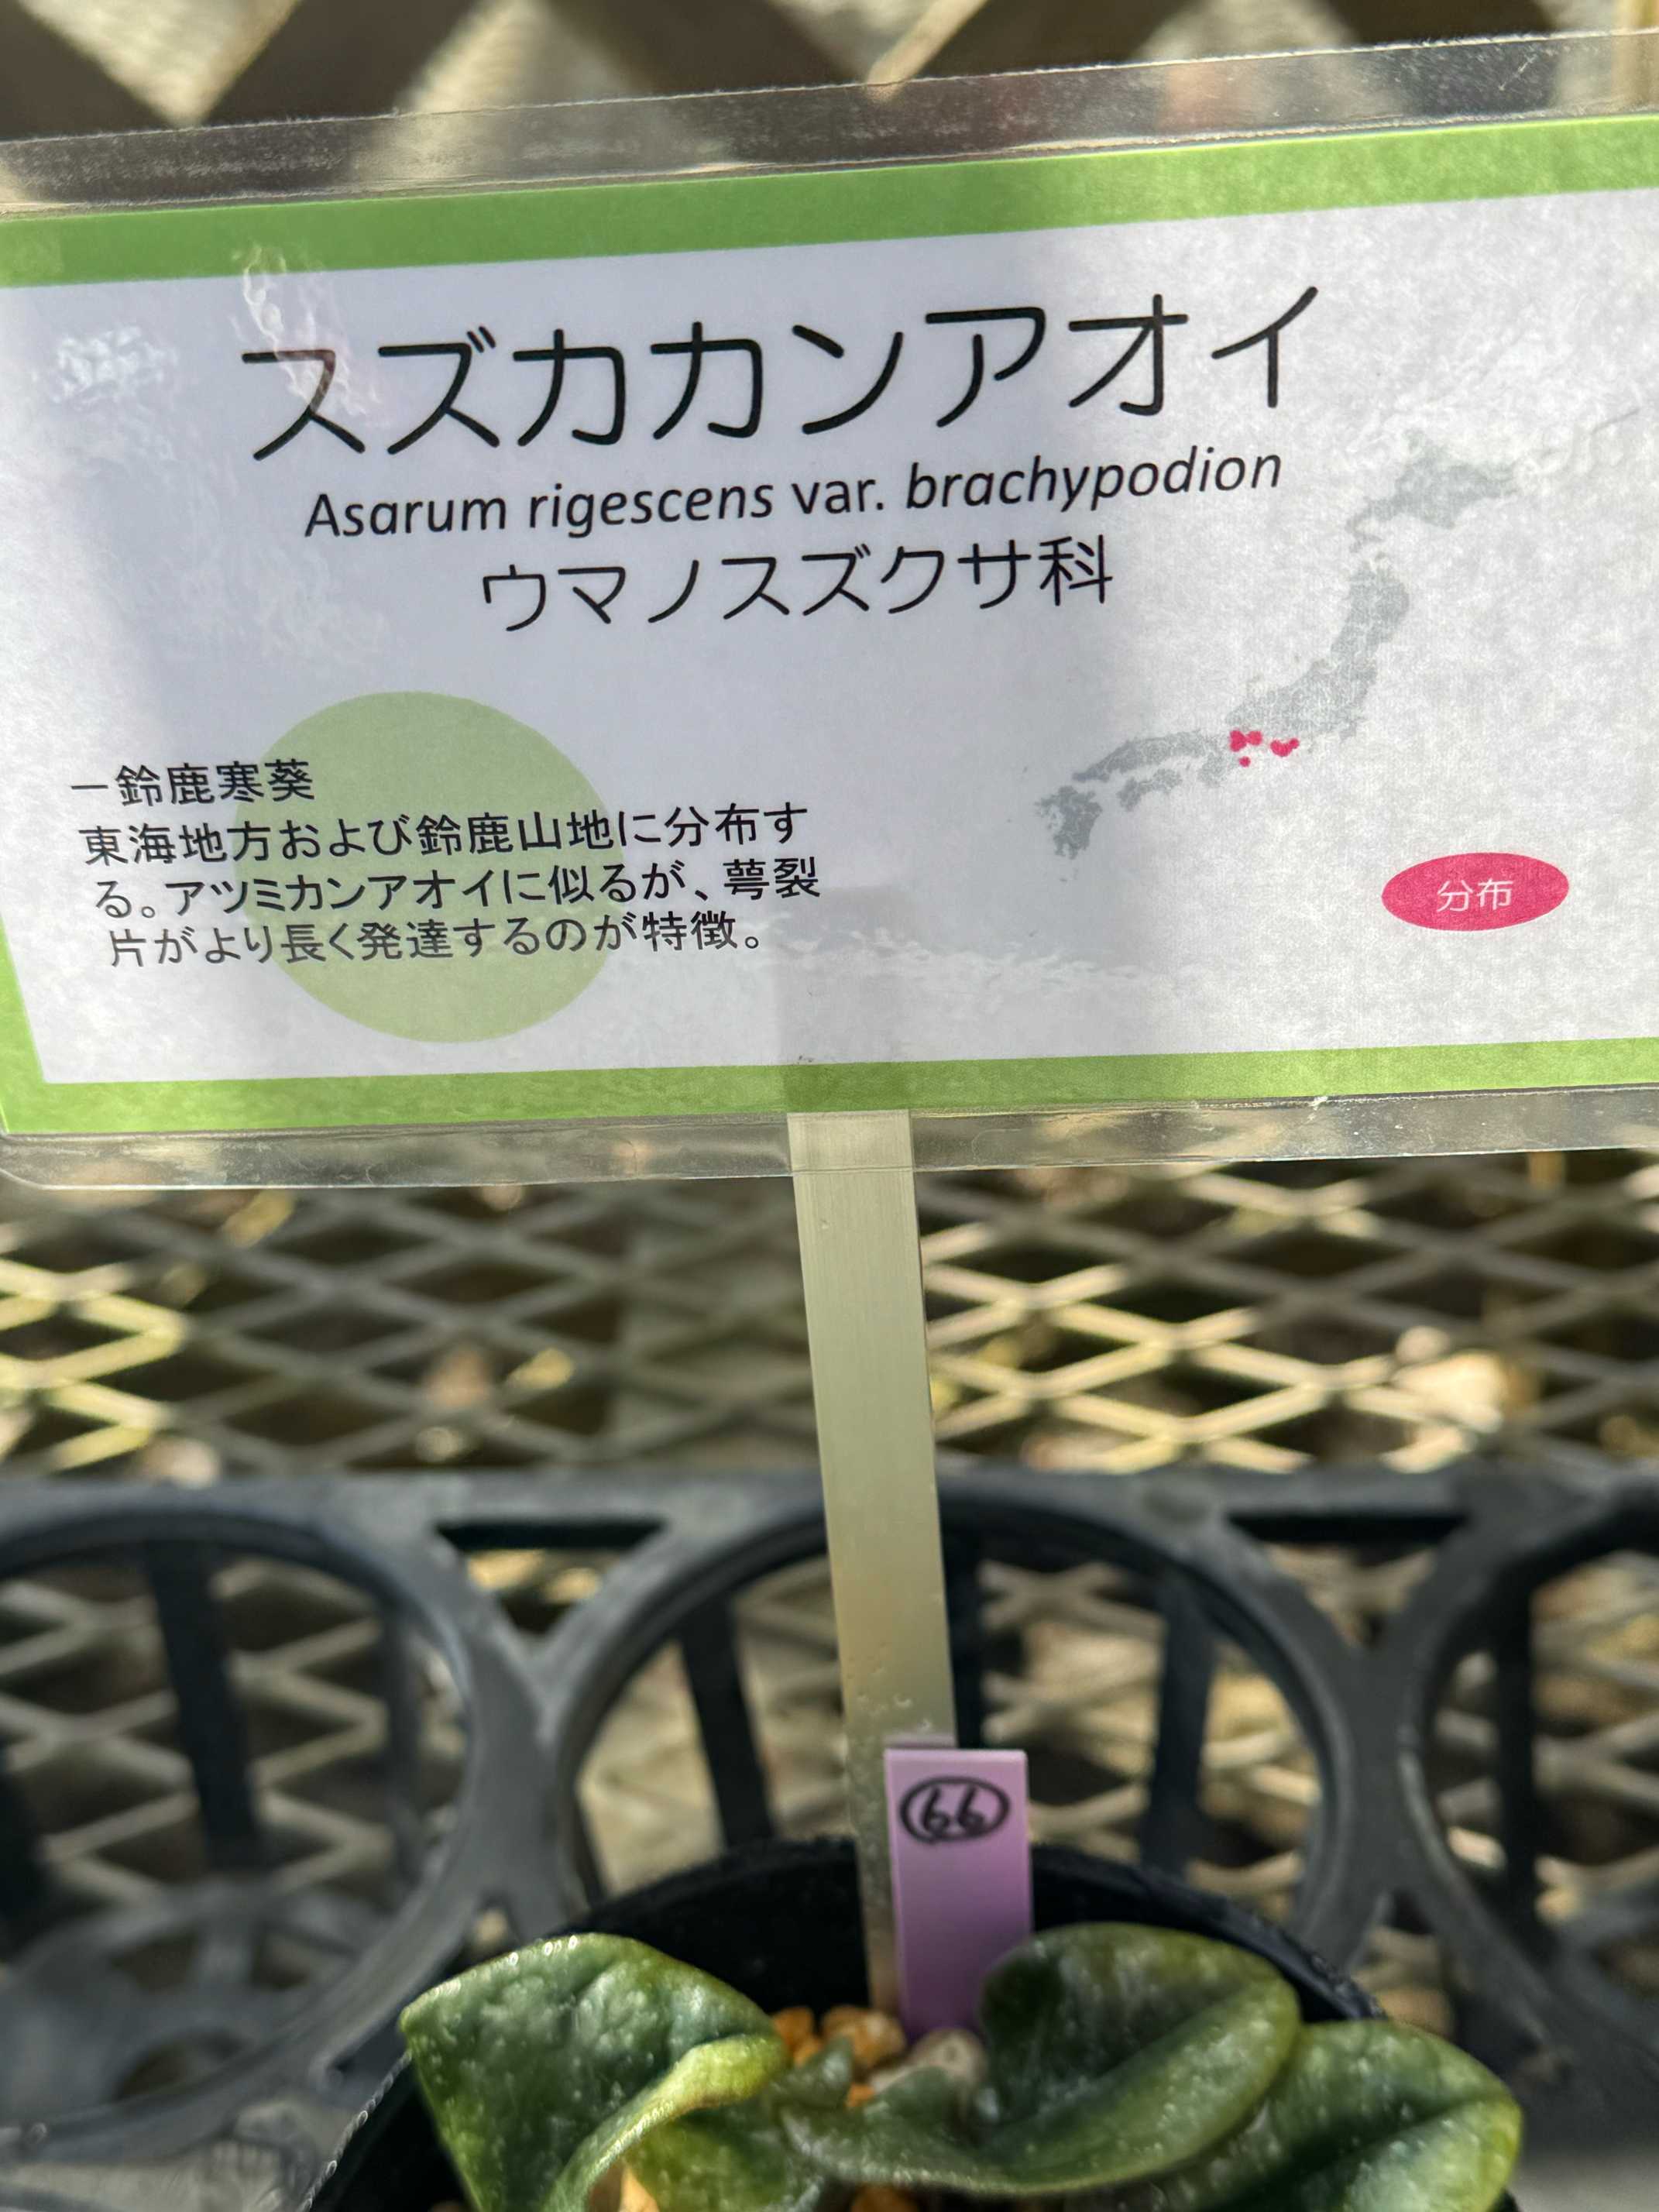 スズカカンアオイ
Asarum rigescens var. brachypodion
ウマノスズクサ科
－鈴鹿寒葵
東海地方および鈴鹿山地に分布す
る。アツミカンアオイに似るが、萼裂
片がより長く発達するのが特徴。
分布
66